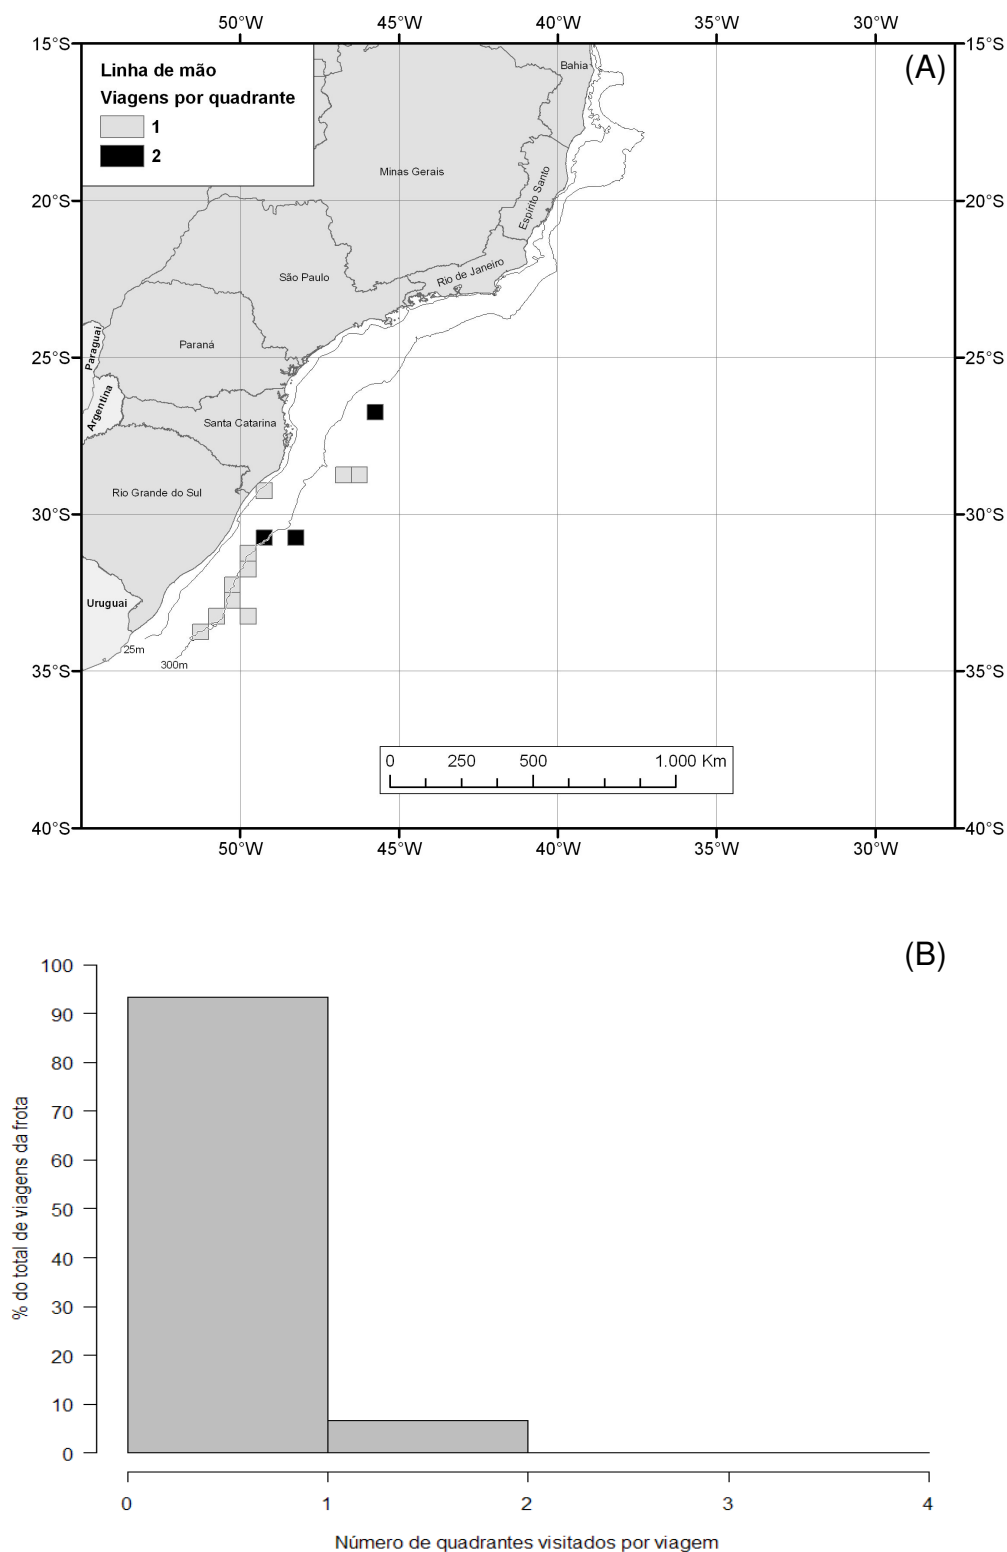 50°W 45°W 40°W 35°W 30°W
15°S 15°S
(A)
Linha de mão
Viagens por quadrante
1
2
Bahia
Minas Gerais
Espírito Santo
20°S 20°S
Rio de Janeiro
São Paulo
Paraguai
Paraná
25°S 25°S
Argentina
Santa Catarina
Rio Grande do Sul
30°S 30°S
Uruguai
25m
300m
35°S 35°S
0 250 500 1.000 Km
40°S 40°S
50°W 45°W 40°W 35°W 30°W
(B)
% do total de viagens da frota
100
90
80
70
60
50
40
30
20
10
0
0 1 2 3 4
Número de quadrantes visitados por viagem